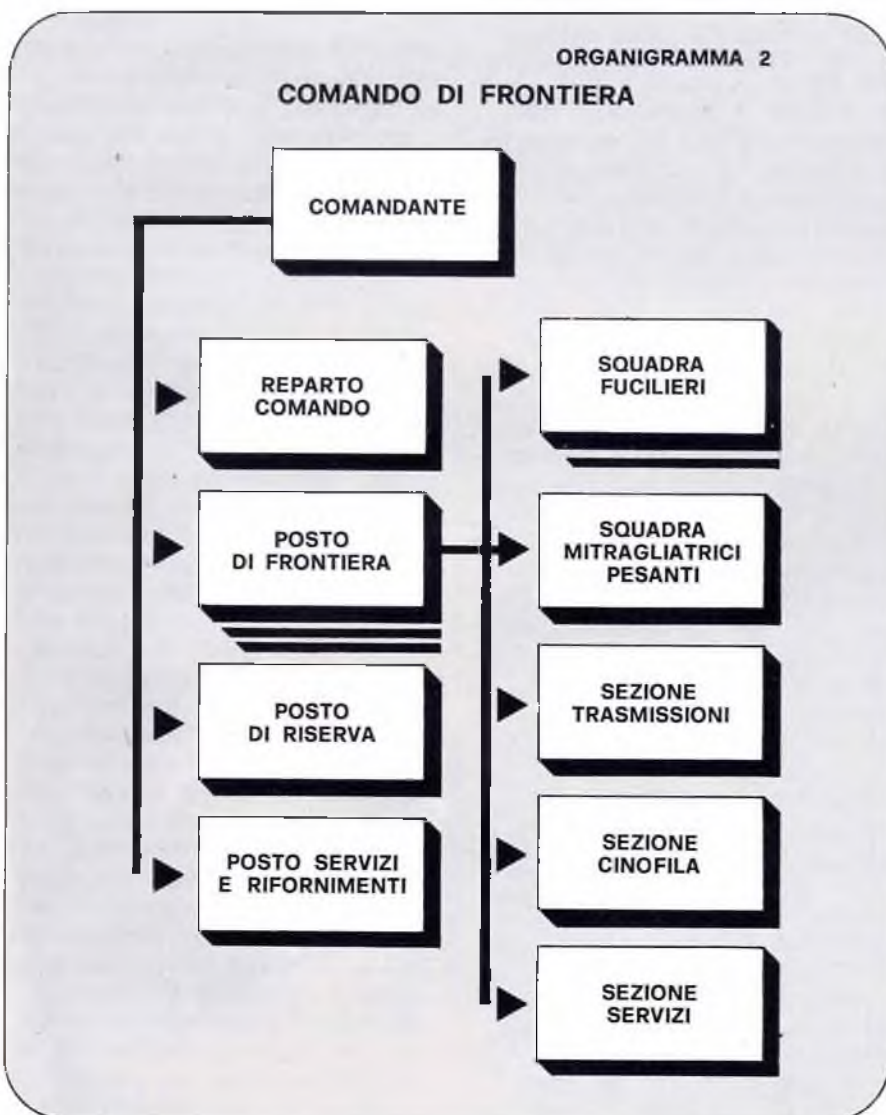 ORGANIGRAMMA 2
COMANDO DI FRONTIERA
COMANDANTE
REPARTO
COMANDO
POSTO
DI FRONTIERA
POSTO
DI RISERVA
POSTO SERVIZI
E RIFORNIMENTI
SQUADRA
FUCILIERI
SQUADRA
MITRAGLIATRICI
PESANTI
SEZIONE
TRASMISSIONI
SEZIONE
CINOFILA
SEZIONE
SERVIZI